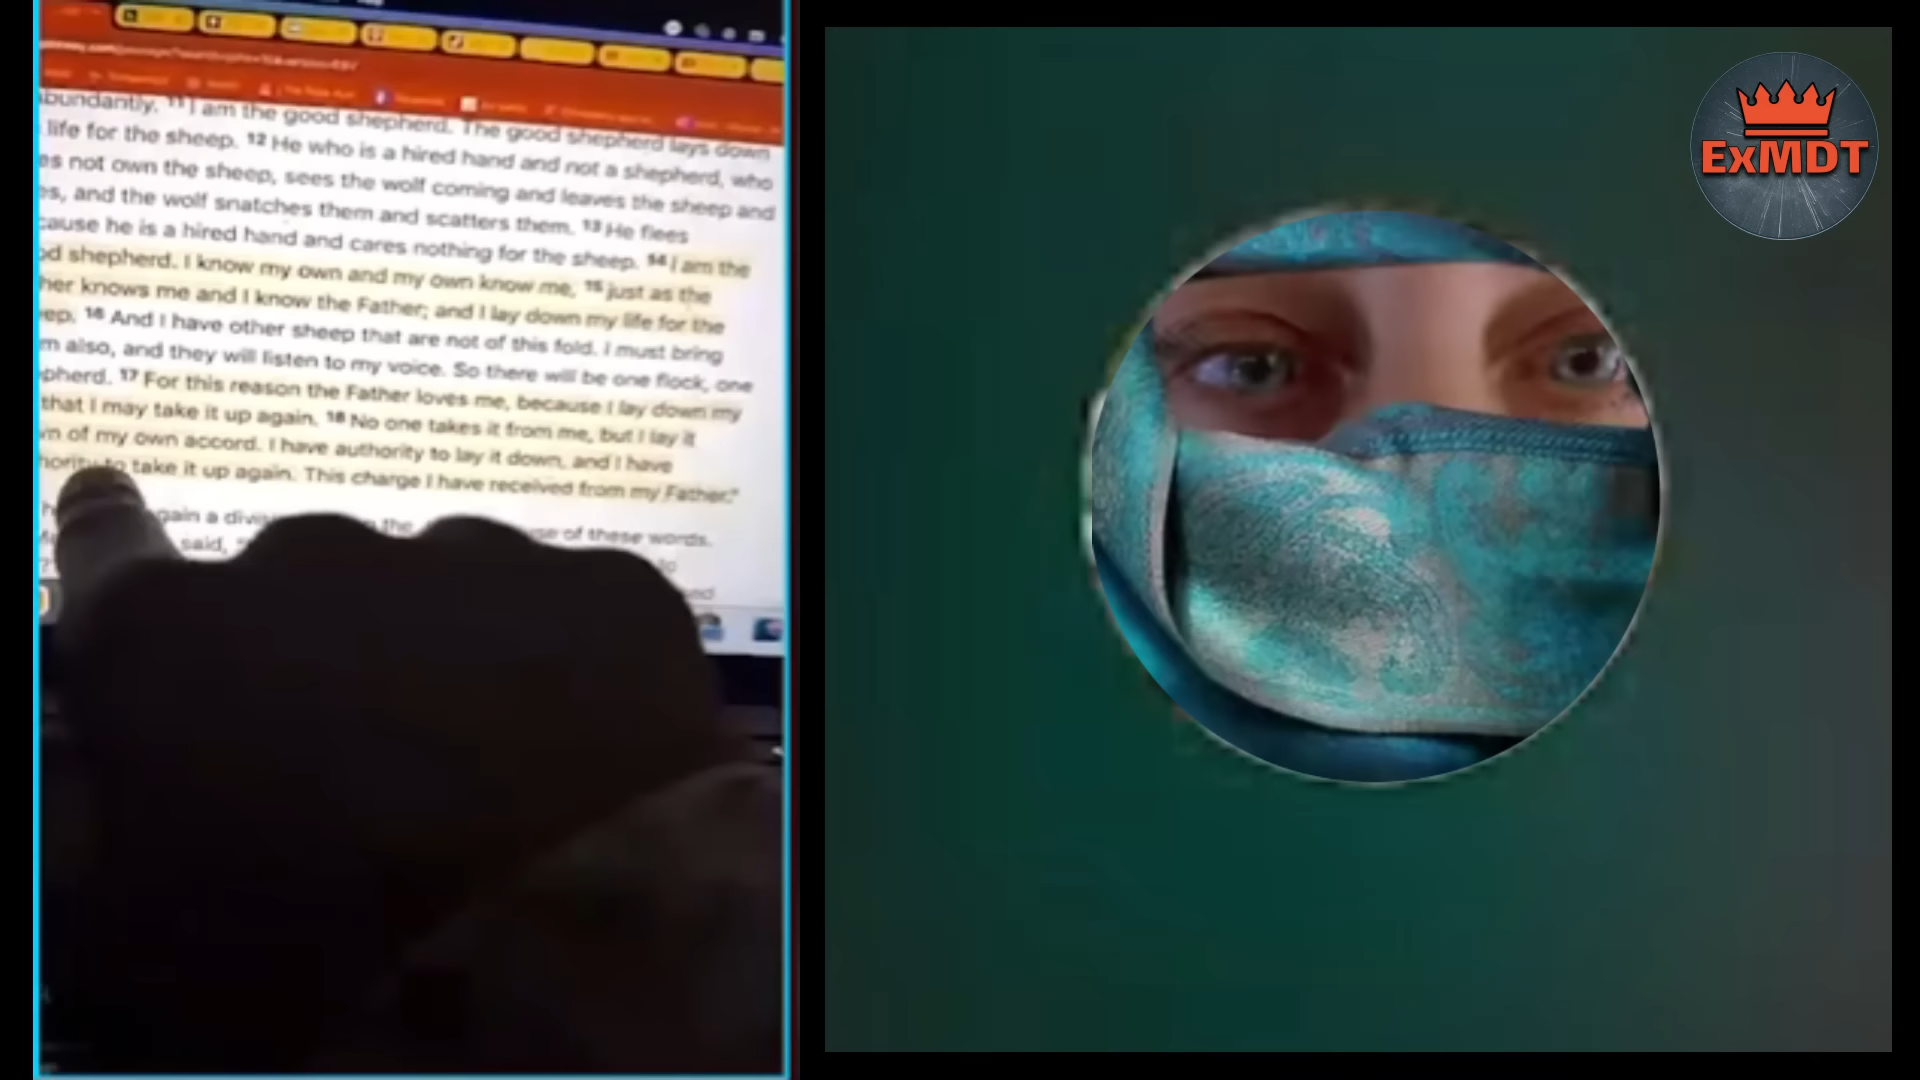 bundantly. 11 I am the good shepherd. The good shepherd lays down
life for the sheep. 12 He who is a hired hand and not a shepherd, who
es not own the sheep, sees the wolf coming and leaves the sheep and
es, and the wolf snatches them and scatters them. 13 He flees
cause he is a hired hand and cares nothing for the sheep. 14 I am the
od shepherd. I know my own and my own know me, 15 just as the
her knows me and I know the Father; and I lay down my life for the
ep. 16 And I have other sheep that are not of this fold. I must bring
m also, and they will listen to my voice. So there will be one flock, one
pherd. 17 For this reason the Father loves me, because I lay down my
that I may take it up again. 18 No one takes it from me, but I lay it
wn of my own accord. I have authority to lay it down, and I have
hority to take it up again. This charge I have received from my Father."
gain a divi the se of these words.
said,
ExMDT